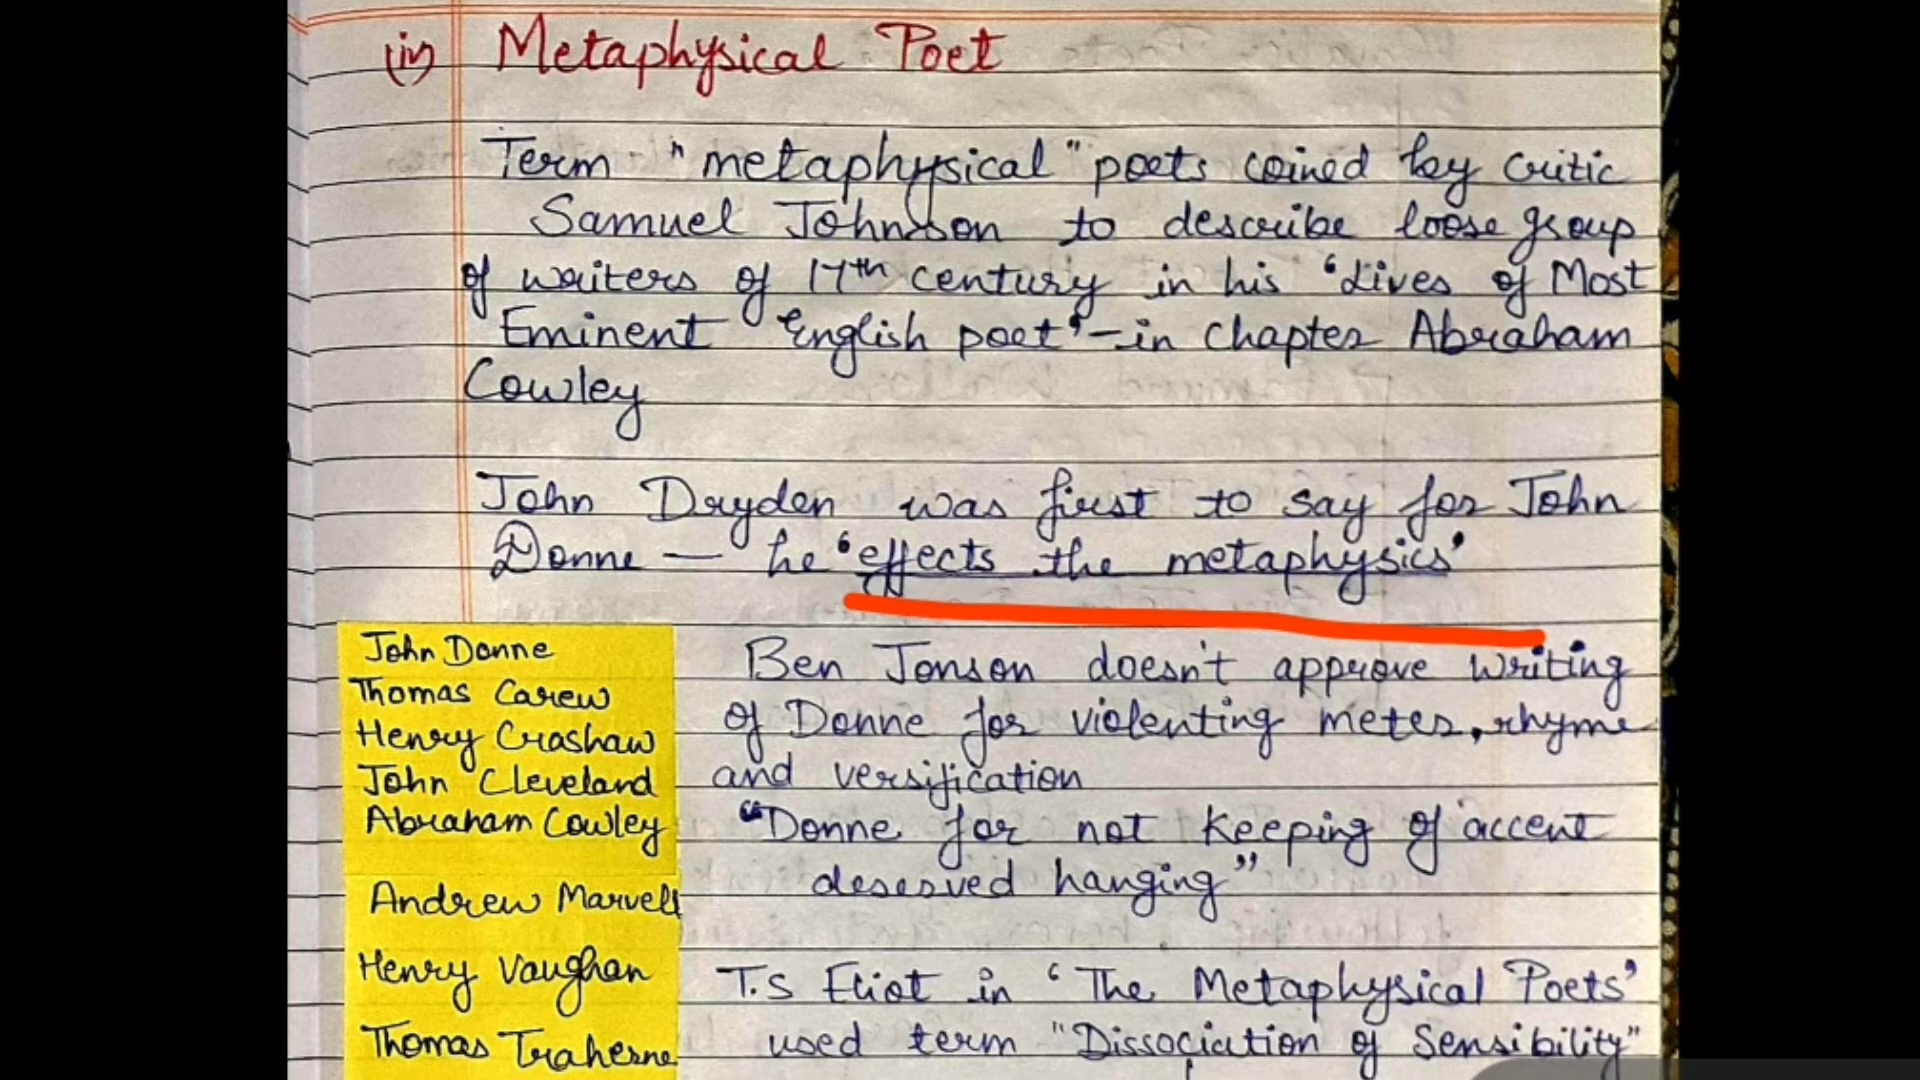 (iv) Metaphysical Poet
Term "metaphysical" poets coined by critic
Samuel Johnson to describe loose group
of writers of 17th century in his 'Lives of Most
Eminent English poet' - in chapter Abraham
Cowley
John Dryden was first to say for John
Donne — he 'effects the metaphysics'
John Donne
Thomas Carew
Henry Crashaw
John Cleveland
Abraham Cowley
Andrew Marvell
Henry Vaughan
Thomas Traherne
Ben Jonson doesn't approve writing
of Donne for violenting meter, rhyme
and versification
"Donne for not keeping of accent
deserved hanging"
T.S Eliot in 'The Metaphysical Poets'
used term "Dissociation of Sensibility"